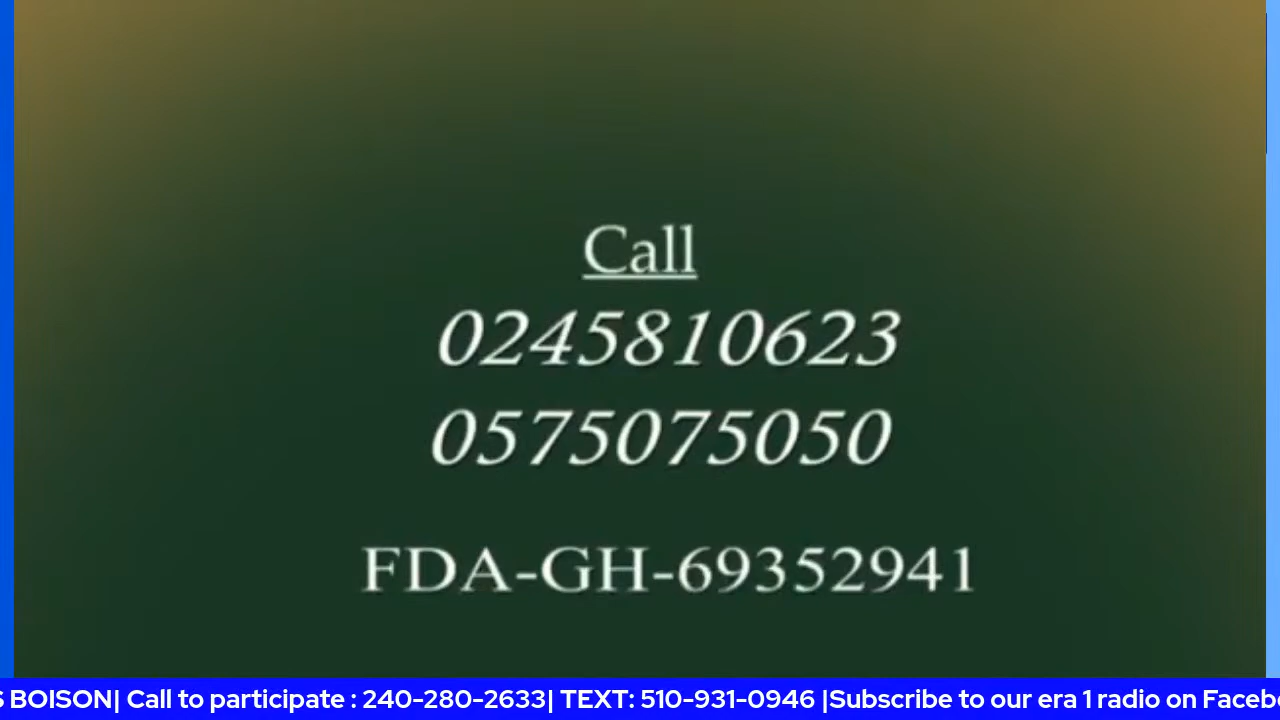 Call
0245810623
0575075050
FDA-GH-69352941
S BOISON| Call to participate : 240-280-2633| TEXT: 510-931-0946 |Subscribe to our era 1 radio on Facebo